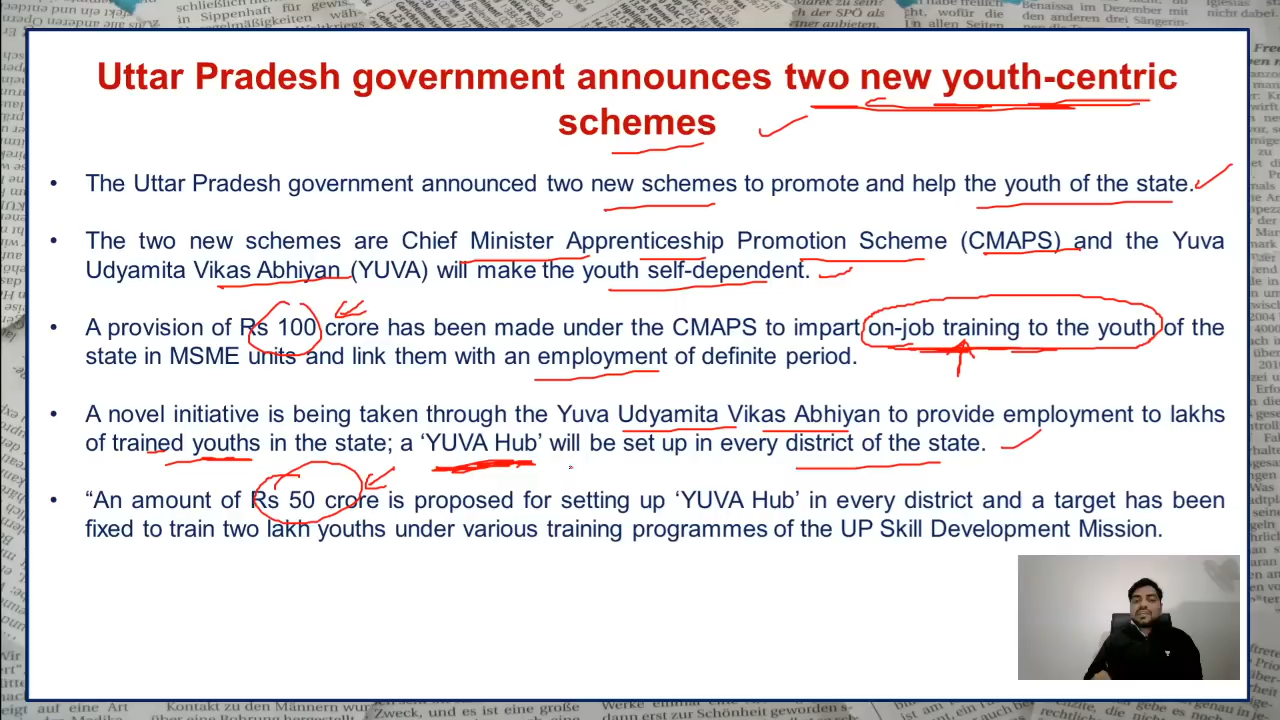 Uttar Pradesh government announces two new youth-centric
schemes
• The Uttar Pradesh government announced two new schemes to promote and help the youth of the state.
• The two new schemes are Chief Minister Apprenticeship Promotion Scheme (CMAPS) and the Yuva
Udyamita Vikas Abhiyan (YUVA) will make the youth self-dependent.
• A provision of Rs 100 crore has been made under the CMAPS to impart on-job training to the youth of the
state in MSME units and link them with an employment of definite period.
• A novel initiative is being taken through the Yuva Udyamita Vikas Abhiyan to provide employment to lakhs
of trained youths in the state; a ‘YUVA Hub’ will be set up in every district of the state.
• “An amount of Rs 50 crore is proposed for setting up ‘YUVA Hub’ in every district and a target has been
fixed to train two lakh youths under various training programmes of the UP Skill Development Mission.